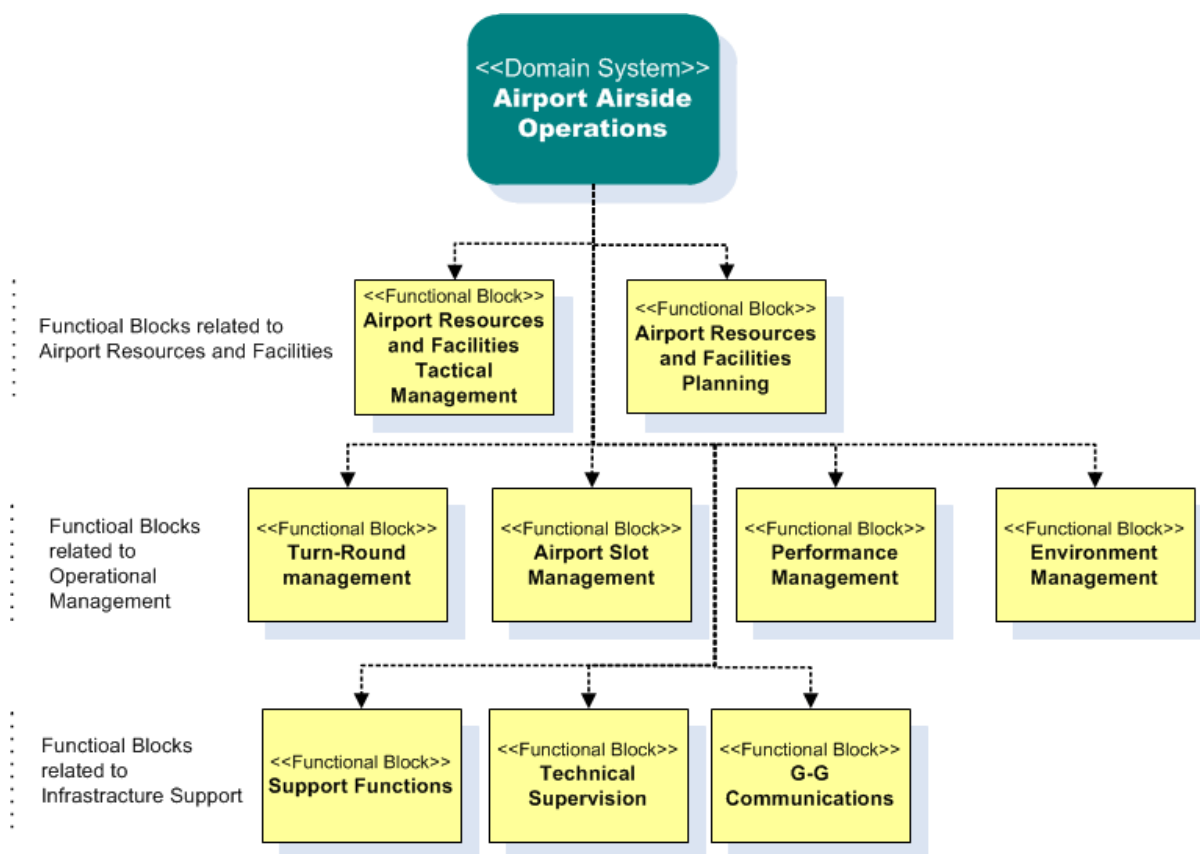 <<Domain System>>
Airport Airside
Operations
Functioal Blocks related to
Airport Resources and Facilities
<<Functional Block>>
Airport Resources
and Facilities
Tactical
Management
<<Functional Block>>
Airport Resources
and Facilities
Planning
Functioal Blocks
related to
Operational
Management
<<Functional Block>>
Turn-Round
management
<<Functional Block>>
Airport Slot
Management
<<Functional Block>>
Performance
Management
<<Functional Block>>
Environment
Management
Functioal Blocks
related to
Infrastracture Support
<<Functional Block>>
Support Functions
<<Functional Block>>
Technical
Supervision
<<Functional Block>>
G-G
Communications